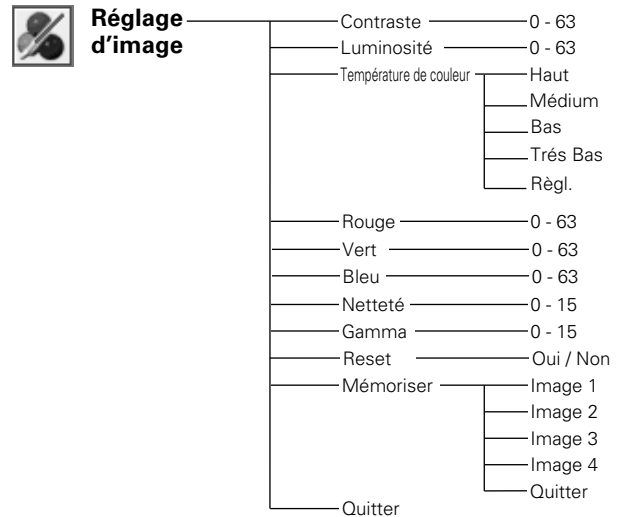 Réglage
d'image
Contraste 0 - 63
Luminosité 0 - 63
Température de couleur Haut
Médium
Bas
Trés Bas
Règl.
Rouge 0 - 63
Vert 0 - 63
Bleu 0 - 63
Netteté 0 - 15
Gamma 0 - 15
Reset Oui / Non
Mémoriser Image 1
Image 2
Image 3
Image 4
Quitter
Quitter